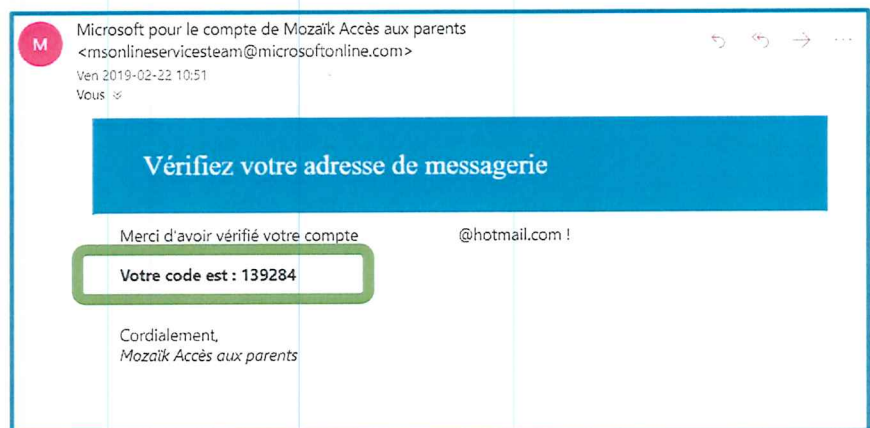 M
Microsoft pour le compte de Mozaïk Accès aux parents
<msonlineservicesteam@microsoftonline.com>
Ven 2019-02-22 10:51
Vous
Vérifiez votre adresse de messagerie
Merci d'avoir vérifié votre compte @hotmail.com !
Votre code est : 139284
Cordialement,
Mozaïk Accès aux parents